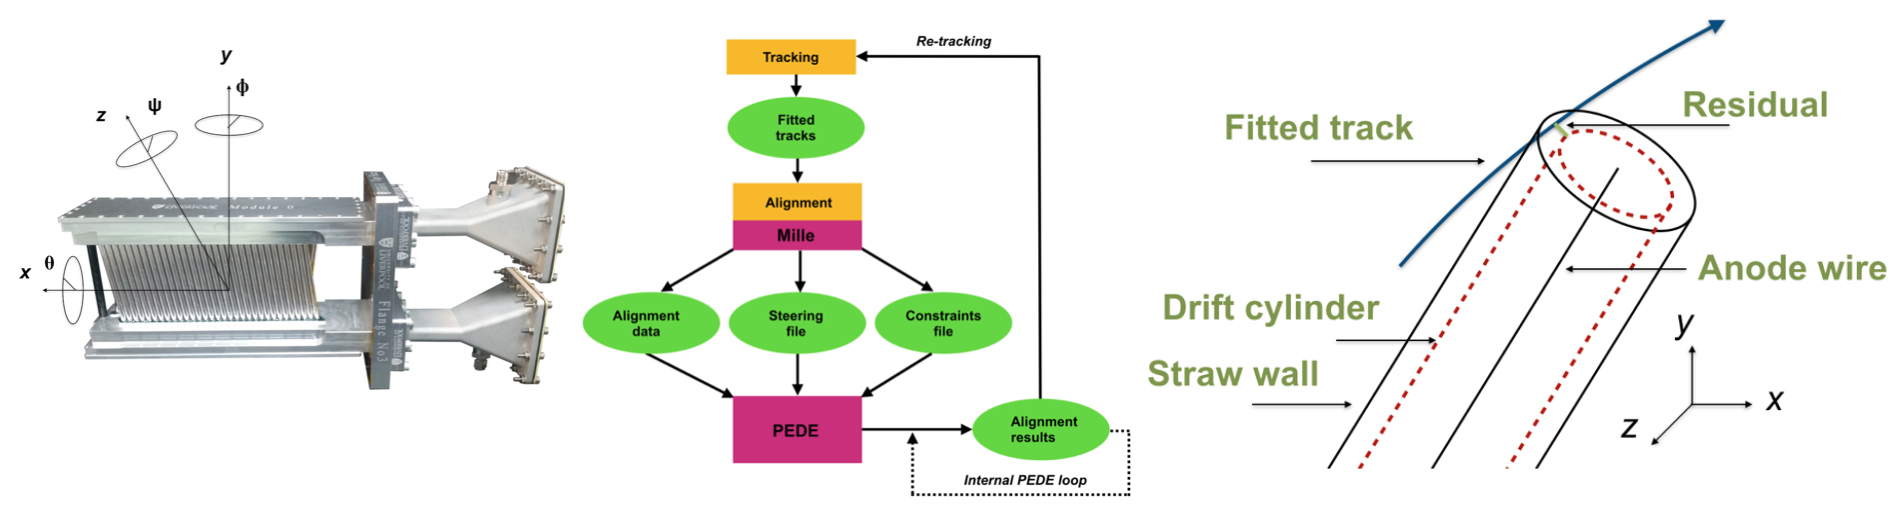 y
ϕ
z
ψ
θ
x
Module 0
Flange No3
Re-tracking
Tracking
Fitted
tracks
Alignment
Mille
Alignment
data
Steering
file
Constraints
file
PEDE
Alignment
results
Internal PEDE loop
Residual
Fitted track
Anode wire
Drift cylinder
Straw wall
y
x
z